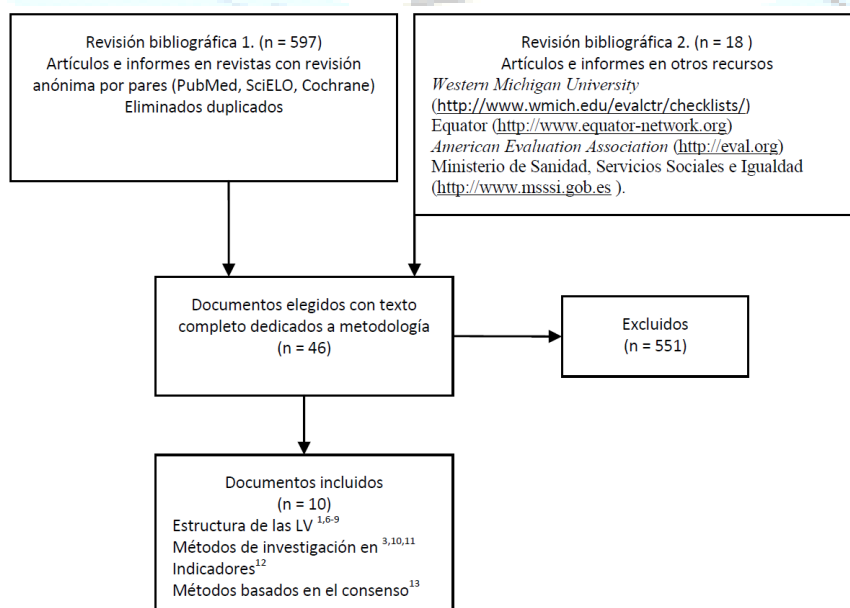 Revisión bibliográfica 1. (n = 597)
Artículos e informes en revistas con revisión
anónima por pares (PubMed, SciELO, Cochrane)
Eliminados duplicados
Revisión bibliográfica 2. (n = 18 )
Artículos e informes en otros recursos
Western Michigan University
(http://www.wmich.edu/evalctr/checklists/)
Equator (http://www.equator-network.org)
American Evaluation Association (http://eval.org)
Ministerio de Sanidad, Servicios Sociales e Igualdad
(http://www.msssi.gob.es ).
Documentos elegidos con texto
completo dedicados a metodología
(n = 46)
Excluidos
(n = 551)
Documentos incluidos
(n = 10)
Estructura de las LV 1,6-9
Métodos de investigación en 3,10,11
Indicadores12
Métodos basados en el consenso13